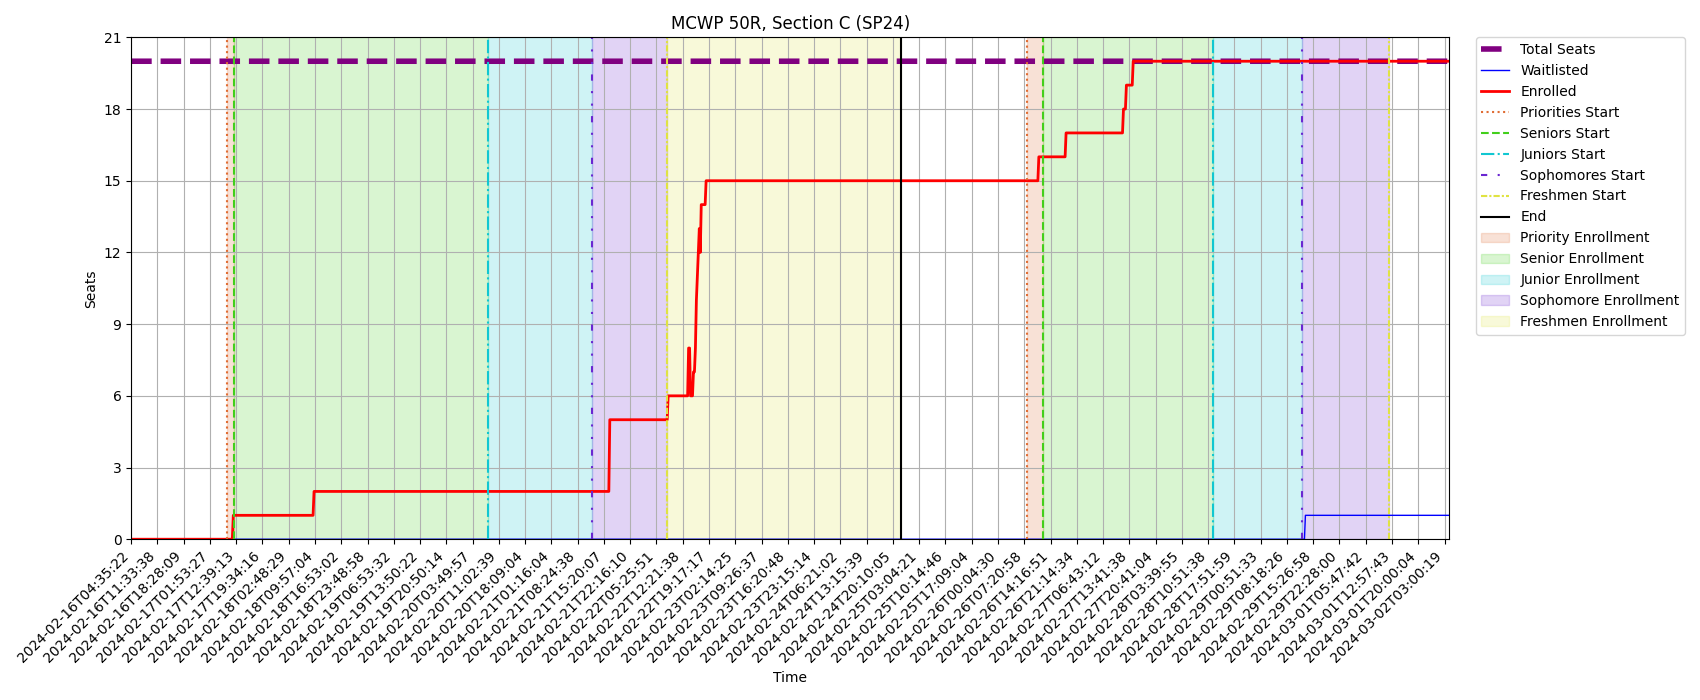 MCWP 50R, Section C (SP24)
21
18
15
12
9
6
3
0
Seats
2024-02-16T04:35:22
2024-02-16T11:33:38
2024-02-16T18:28:09
2024-02-17T01:53:27
2024-02-17T12:39:13
2024-02-17T19:34:16
2024-02-18T02:48:29
2024-02-18T09:57:04
2024-02-18T16:53:02
2024-02-18T23:48:58
2024-02-19T06:53:32
2024-02-19T13:50:22
2024-02-19T20:50:14
2024-02-20T03:49:57
2024-02-20T11:02:39
2024-02-20T18:09:04
2024-02-21T01:16:04
2024-02-21T08:24:38
2024-02-21T15:20:07
2024-02-21T22:16:10
2024-02-22T05:25:51
2024-02-22T12:21:38
2024-02-22T19:17:17
2024-02-23T02:14:25
2024-02-23T09:26:37
2024-02-23T16:20:48
2024-02-23T23:15:14
2024-02-24T06:21:02
2024-02-24T13:15:39
2024-02-24T20:10:05
2024-02-25T03:04:21
2024-02-25T10:14:46
2024-02-25T17:09:04
2024-02-26T00:04:30
2024-02-26T07:20:58
2024-02-26T14:16:51
2024-02-26T21:14:34
2024-02-27T06:43:12
2024-02-27T13:41:38
2024-02-27T20:41:04
2024-02-28T03:39:55
2024-02-28T10:51:38
2024-02-28T17:51:59
2024-02-29T00:51:33
2024-02-29T08:18:26
2024-02-29T15:26:58
2024-02-29T22:28:00
2024-03-01T05:47:42
2024-03-01T12:57:43
2024-03-01T20:00:04
2024-03-02T03:00:19
Time
Total Seats
Waitlisted
Enrolled
Priorities Start
Seniors Start
Juniors Start
Sophomores Start
Freshmen Start
End
Priority Enrollment
Senior Enrollment
Junior Enrollment
Sophomore Enrollment
Freshmen Enrollment